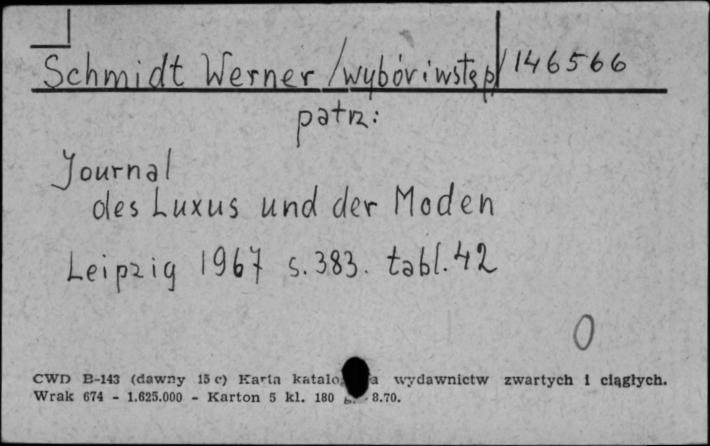 Schmidt Werner /wybór i wstęp/ 146566
patrz:
Journal
des Luxus und der Moden
Leipzig 1967 s. 383. tabl. 42
0
CWD B-143 (dawny 15 c) Karta wydawnictw zwartych i ciągłych.
Wrak 674 - 1.625.000 - Karton 5 kl. 180 8.70.